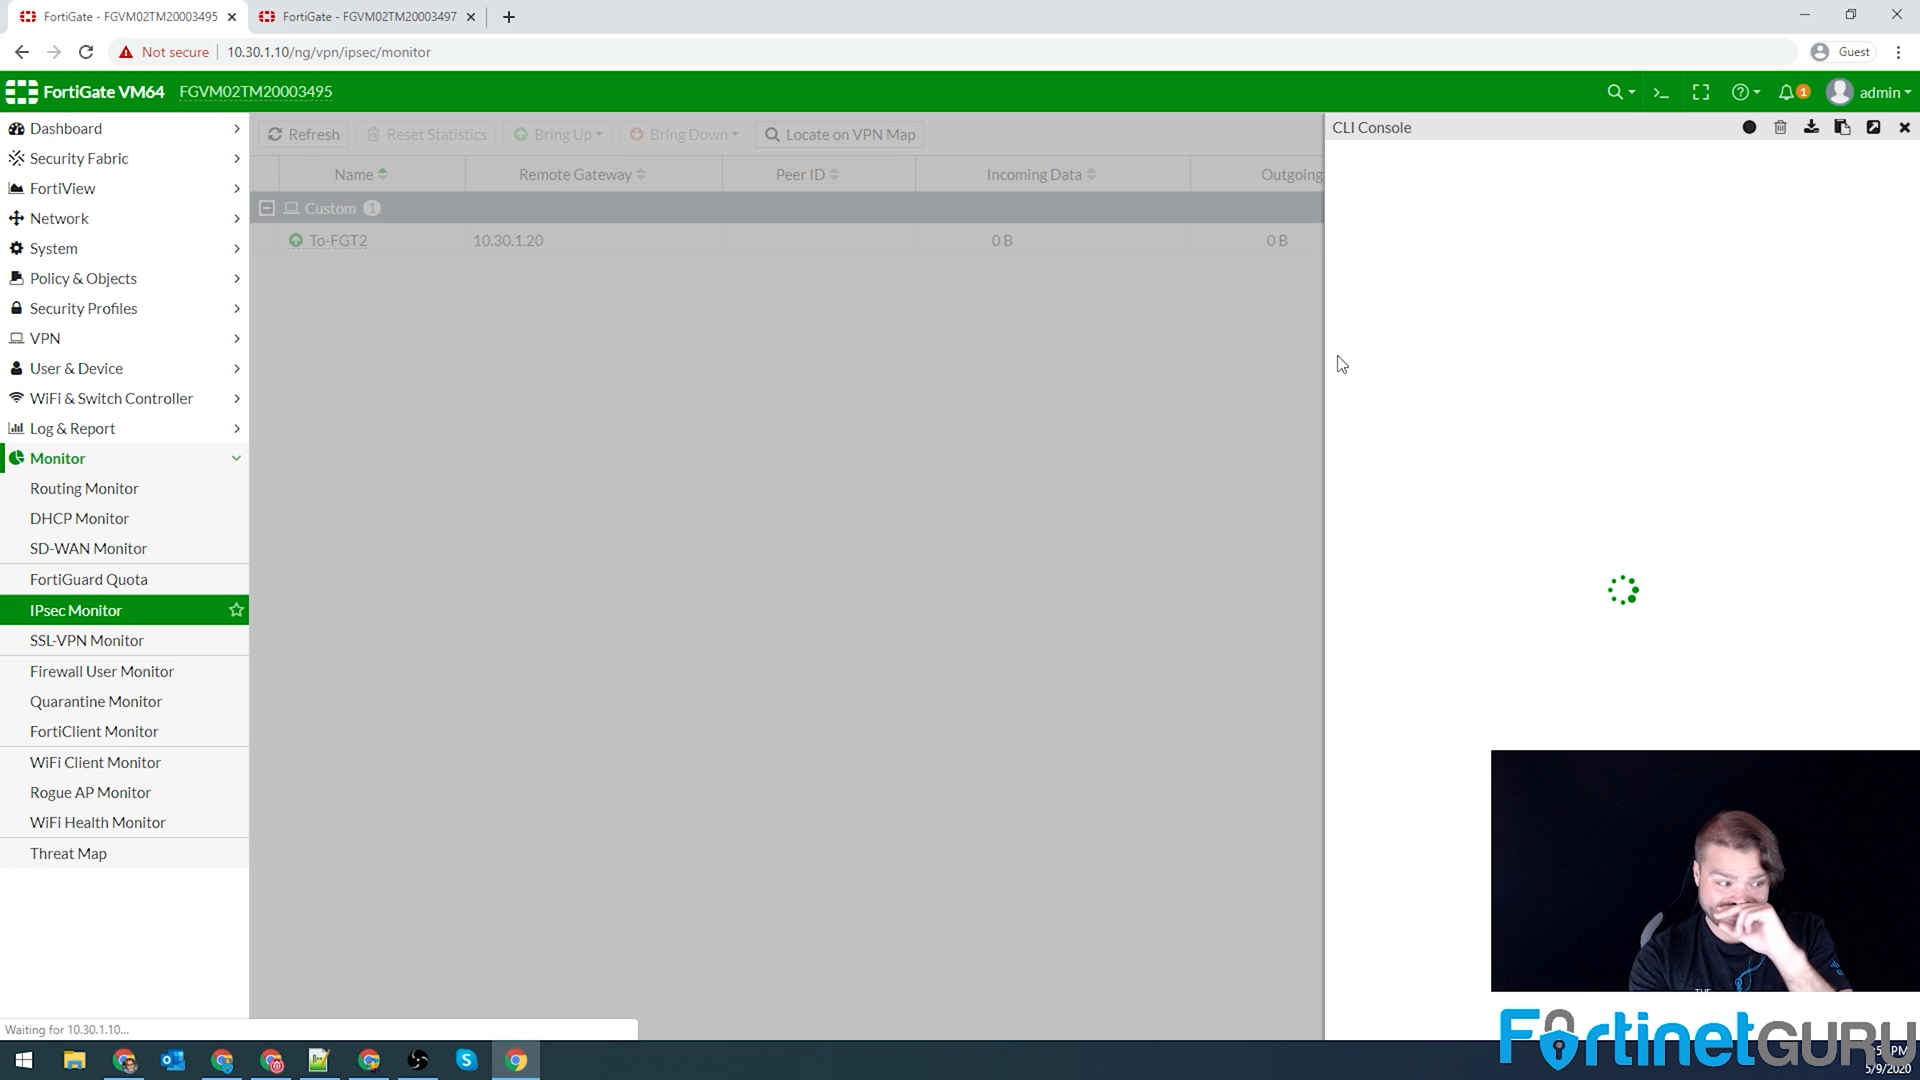 FortiGate - FGVM02TM20003495
FortiGate - FGVM02TM20003497
Not secure
10.30.1.10/ng/vpn/ipsec/monitor
Guest
FortiGate VM64
FGVM02TM20003495
1
admin
Dashboard
Security Fabric
FortiView
Network
System
Policy & Objects
Security Profiles
VPN
User & Device
WiFi & Switch Controller
Log & Report
Monitor
Routing Monitor
DHCP Monitor
SD-WAN Monitor
FortiGuard Quota
IPsec Monitor
SSL-VPN Monitor
Firewall User Monitor
Quarantine Monitor
FortiClient Monitor
WiFi Client Monitor
Rogue AP Monitor
WiFi Health Monitor
Threat Map
Refresh
Reset Statistics
Bring Up
Bring Down
Locate on VPN Map
Name
Remote Gateway
Peer ID
Incoming Data
Outgoing
Custom 1
To-FGT2
10.30.1.20
0 B
0 B
CLI Console
Waiting for 10.30.1.10...
THE
FortinetGURU
PM
5/9/2020